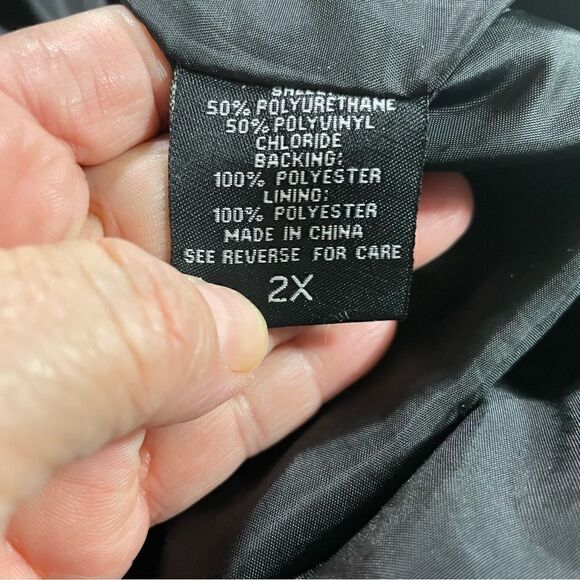 SHELL:
50% POLYURETHANE
50% POLYVINYL
CHLORIDE
BACKING:
100% POLYESTER
LINING:
100% POLYESTER
MADE IN CHINA
SEE REVERSE FOR CARE
2X